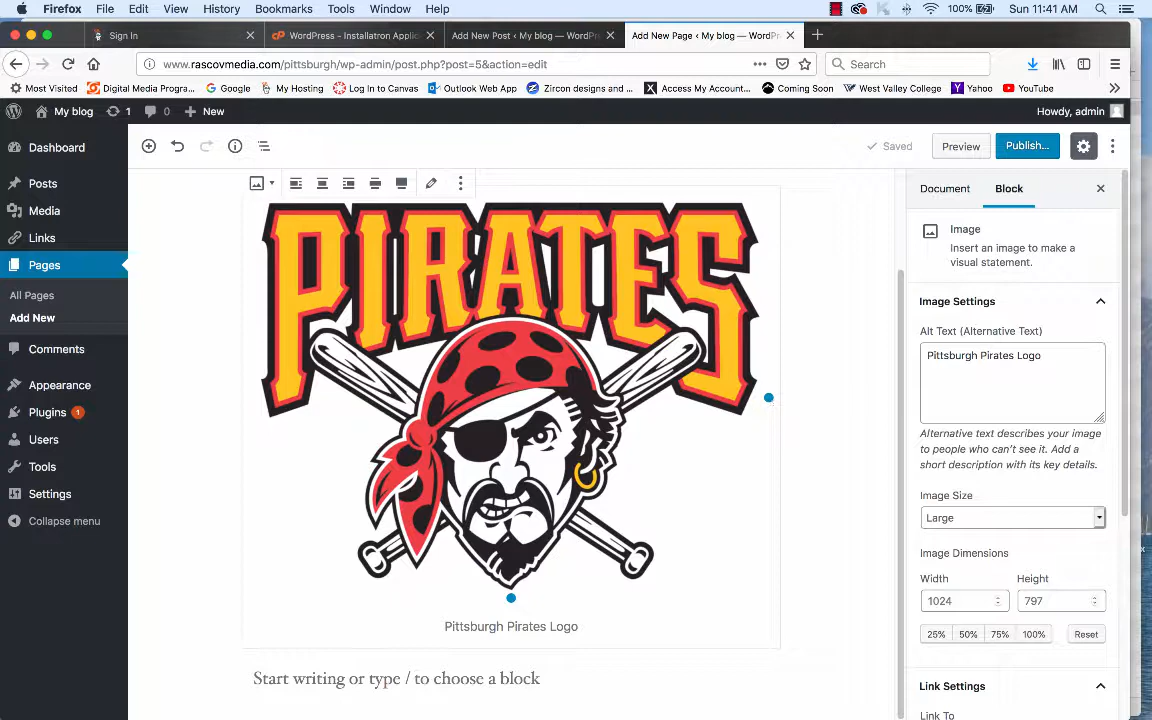 Firefox File Edit View History Bookmarks Tools Window Help 100% Sun 11:41 AM
Sign In WordPress - Installatron Applic Add New Post ‹ My blog — WordPr Add New Page ‹ My blog — WordPr
www.rascovmedia.com/pittsburgh/wp-admin/post.php?post=5&action=edit Search
Most Visited Digital Media Progra... Google My Hosting Log In to Canvas Outlook Web App Zircon designs and ... Access My Account... Coming Soon West Valley College Yahoo YouTube
My blog 1 0 New Howdy, admin
Dashboard
Posts
Media
Links
Pages
All Pages
Add New
Comments
Appearance
Plugins 1
Users
Tools
Settings
Collapse menu
Saved Preview Publish...
PIRATES
Pittsburgh Pirates Logo
Start writing or type / to choose a block
Document Block
Image
Insert an image to make a
visual statement.
Image Settings
Alt Text (Alternative Text)
Pittsburgh Pirates Logo
Alternative text describes your image
to people who can't see it. Add a
short description with its key details.
Image Size
Large
Image Dimensions
Width Height
1024 797
25% 50% 75% 100% Reset
Link Settings
Link To